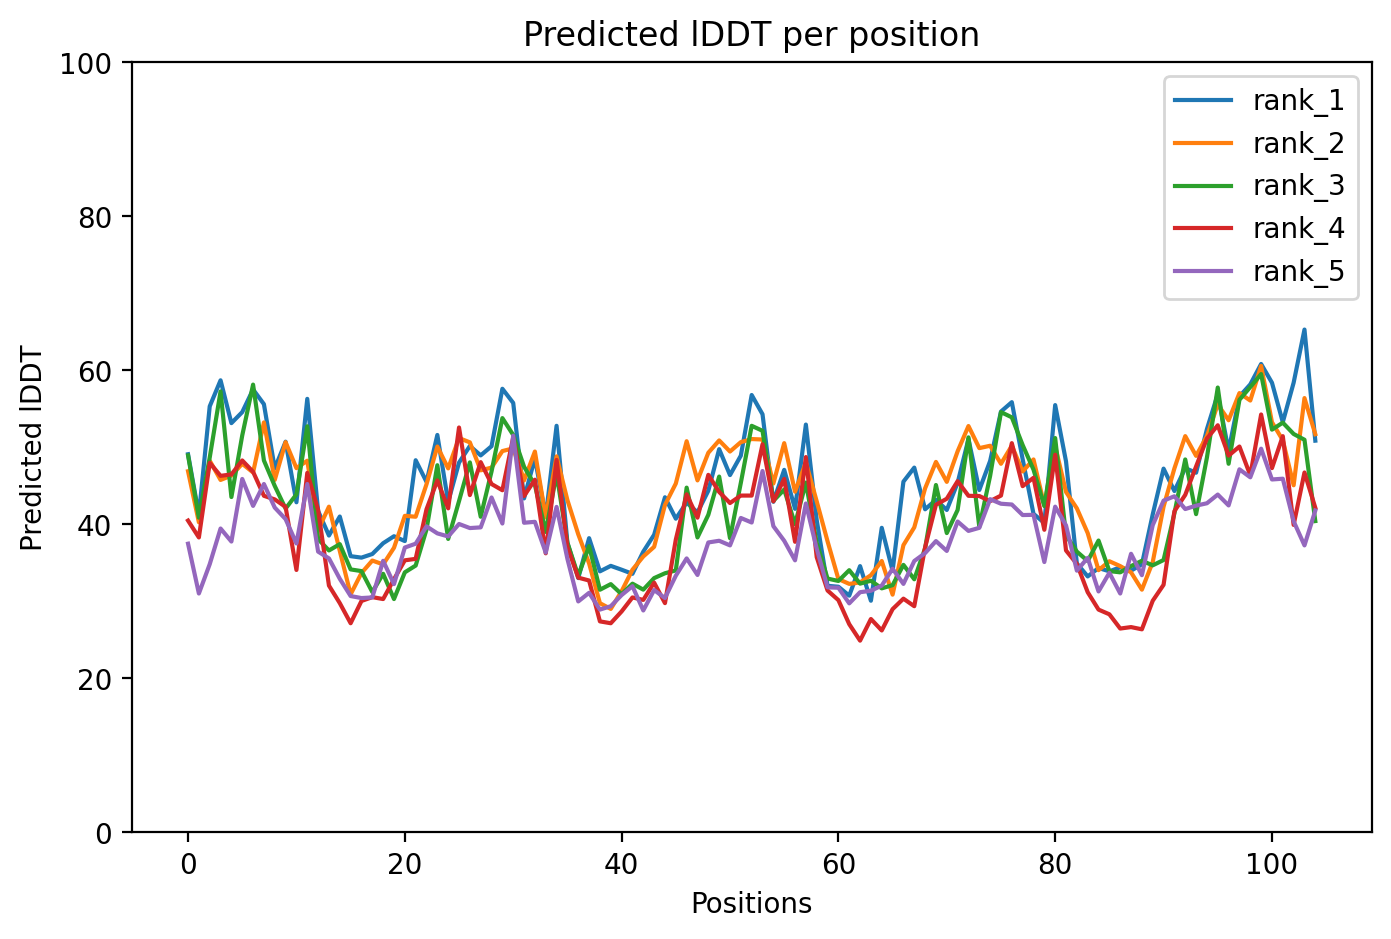 Predicted lDDT per position
100
80
60
40
20
0
Predicted lDDT
0 20 40 60 80 100
Positions
rank_1
rank_2
rank_3
rank_4
rank_5